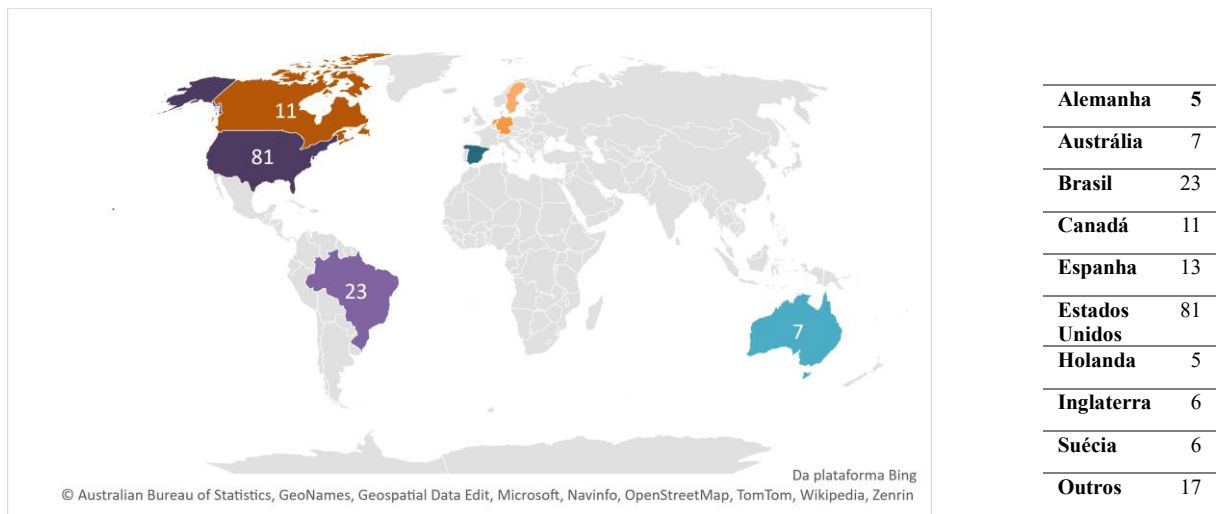 11
81
23
7
Da plataforma Bing
© Australian Bureau of Statistics, GeoNames, Geospatial Data Edit, Microsoft, Navinfo, OpenStreetMap, TomTom, Wikipedia, Zenrin
Alemanha 5
Austrália 7
Brasil 23
Canadá 11
Espanha 13
Estados 81
Unidos
Holanda 5
Inglaterra 6
Suécia 6
Outros 17